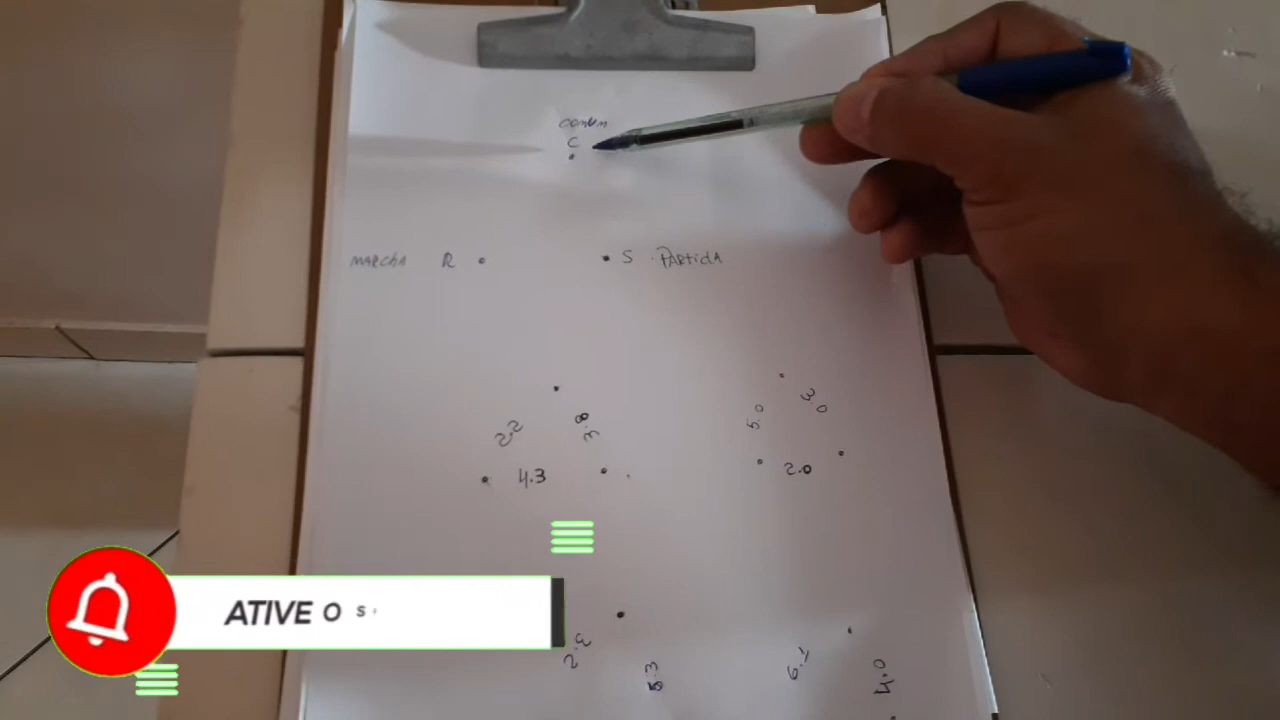 comum
C
MARCHA R
S PARTIDA
2.2
3.8
4.3
5.0
3.0
2.0
2.3
5.3
6.1
4.0
ATIVE O S